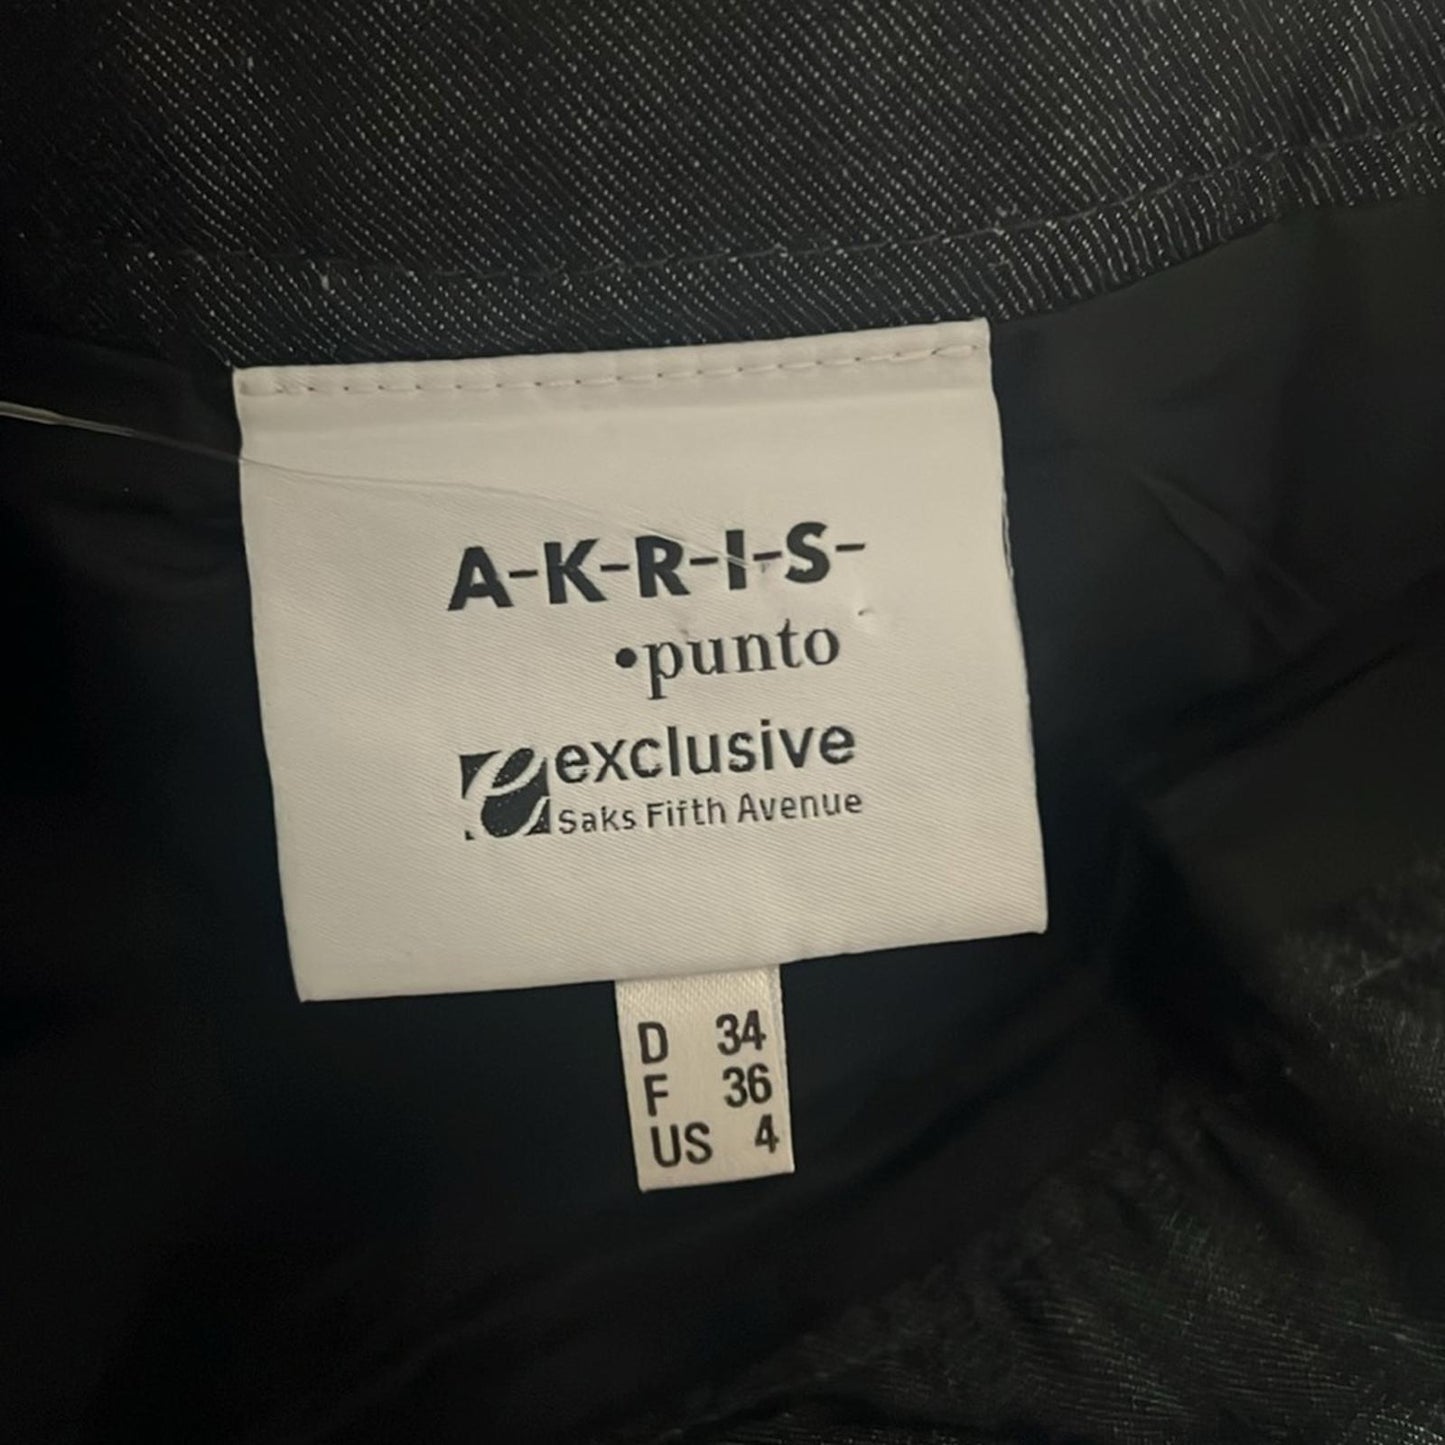 A-K-R-I-S-
•punto
exclusive
Saks Fifth Avenue
D 34
F 36
US 4